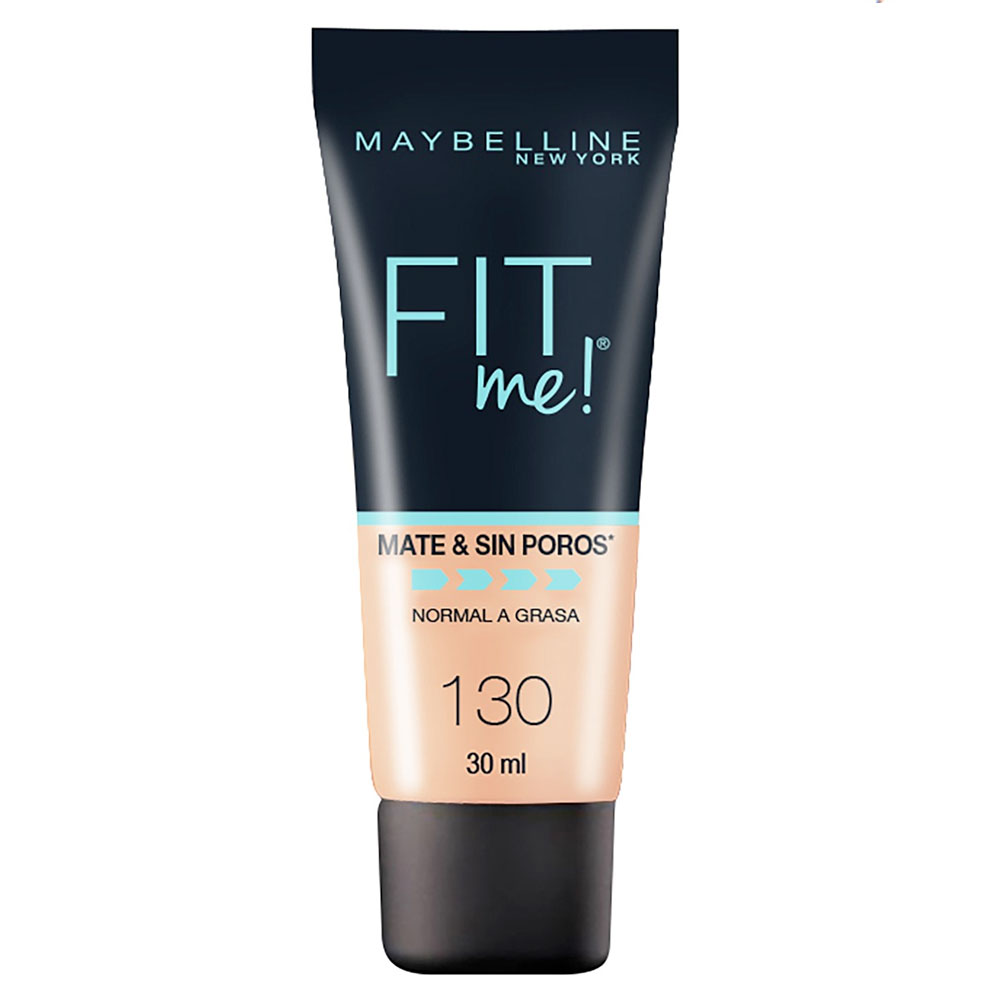 MAYBELLINE
NEW YORK
FIT
me!®
MATE & SIN POROS*
NORMAL A GRASA
130
30 ml